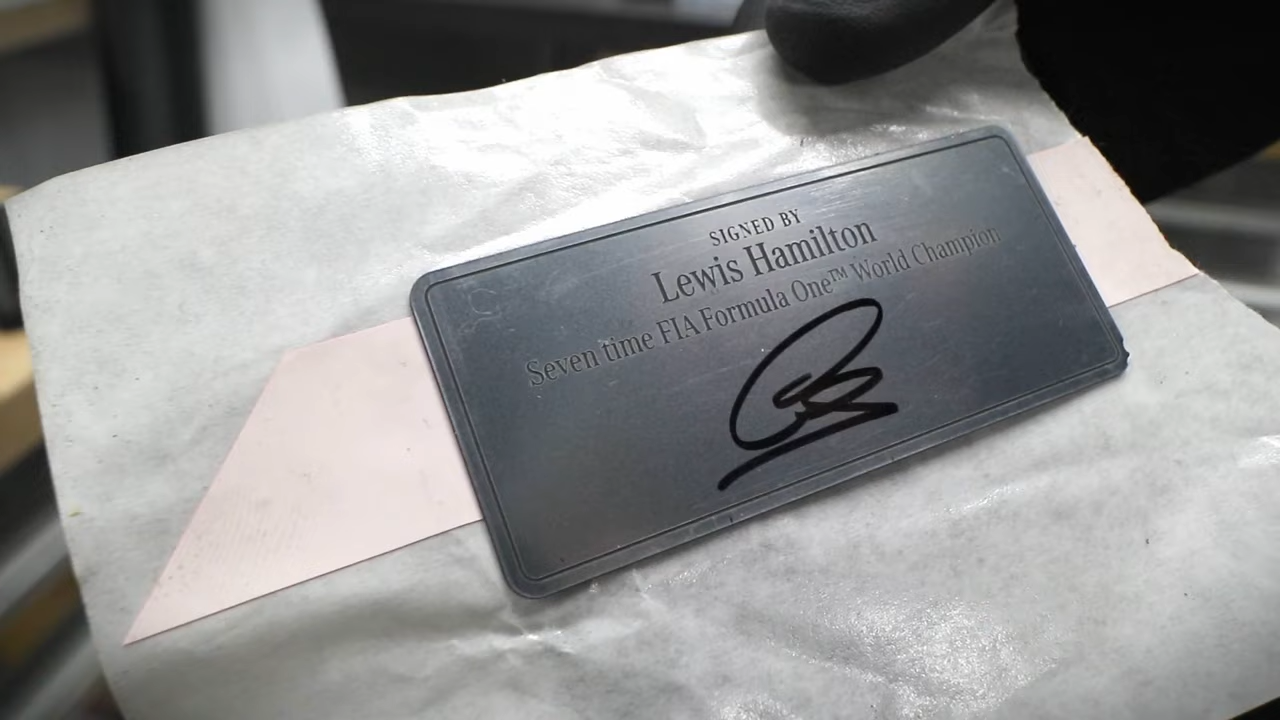 SIGNED BY
Lewis Hamilton
Seven time FIA Formula One™ World Champion